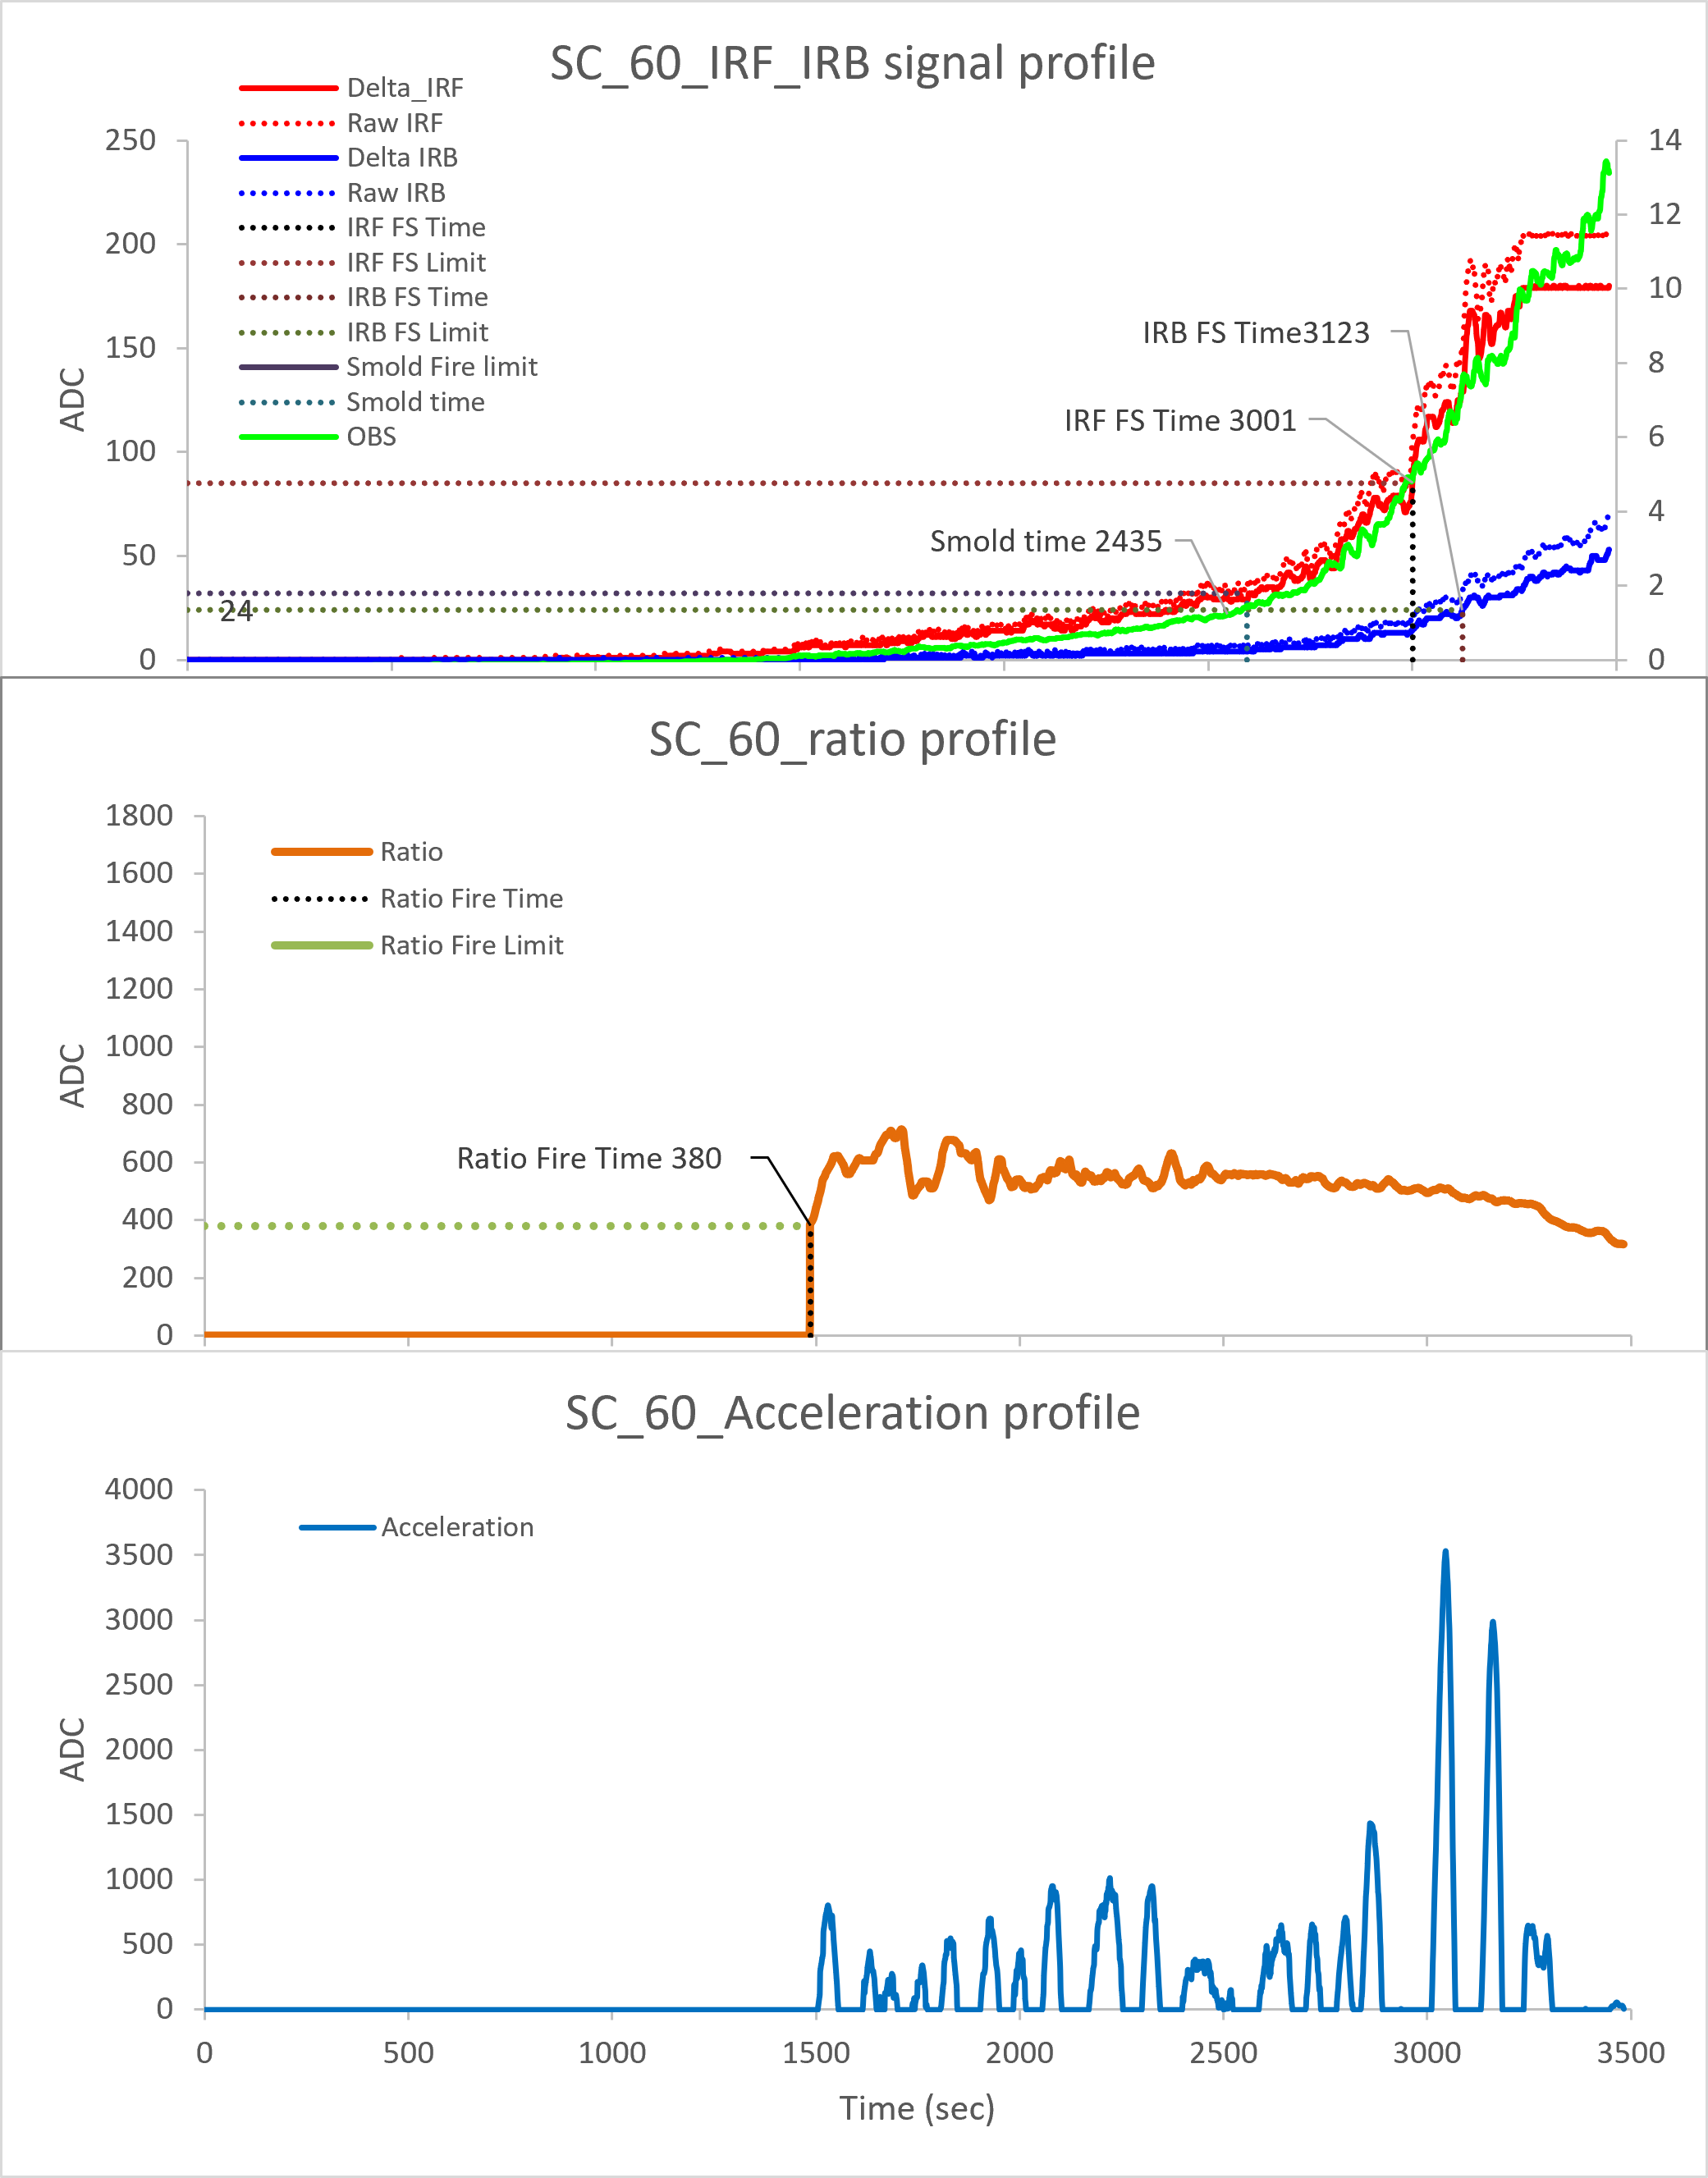 SC_60_IRF_IRB signal profile
Delta_IRF
Raw IRF
Delta IRB
Raw IRB
IRF FS Time
IRF FS Limit
IRB FS Time
IRB FS Limit
Smold Fire limit
Smold time
OBS
ADC
250
200
150
100
50
0
14
12
10
8
6
4
2
0
IRB FS Time3123
IRF FS Time 3001
Smold time 2435
24
SC_60_ratio profile
ADC
1800
1600
1400
1200
1000
800
600
400
200
0
Ratio
Ratio Fire Time
Ratio Fire Limit
Ratio Fire Time 380
SC_60_Acceleration profile
ADC
4000
3500
3000
2500
2000
1500
1000
500
0
Acceleration
0 500 1000 1500 2000 2500 3000 3500
Time (sec)